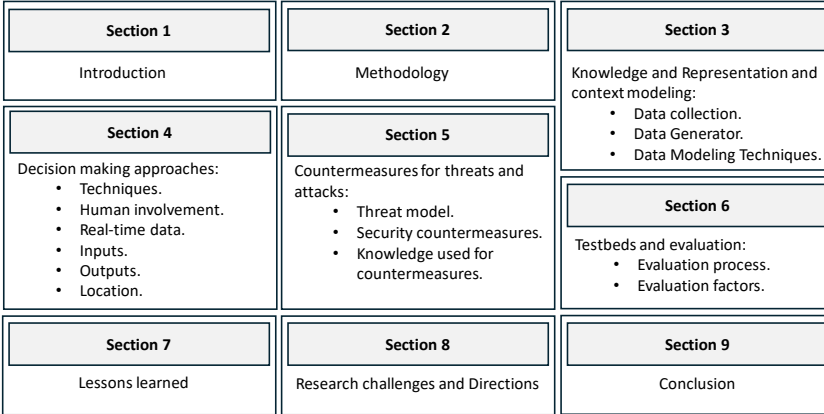 Section 1
Introduction
Section 2
Methodology
Section 3
Knowledge and Representation and
context modeling:
• Data collection.
• Data Generator.
• Data Modeling Techniques.
Section 4
Decision making approaches:
• Techniques.
• Human involvement.
• Real-time data.
• Inputs.
• Outputs.
• Location.
Section 5
Countermeasures for threats and
attacks:
• Threat model.
• Security countermeasures.
• Knowledge used for
countermeasures.
Section 6
Testbeds and evaluation:
• Evaluation process.
• Evaluation factors.
Section 7
Lessons learned
Section 8
Research challenges and Directions
Section 9
Conclusion